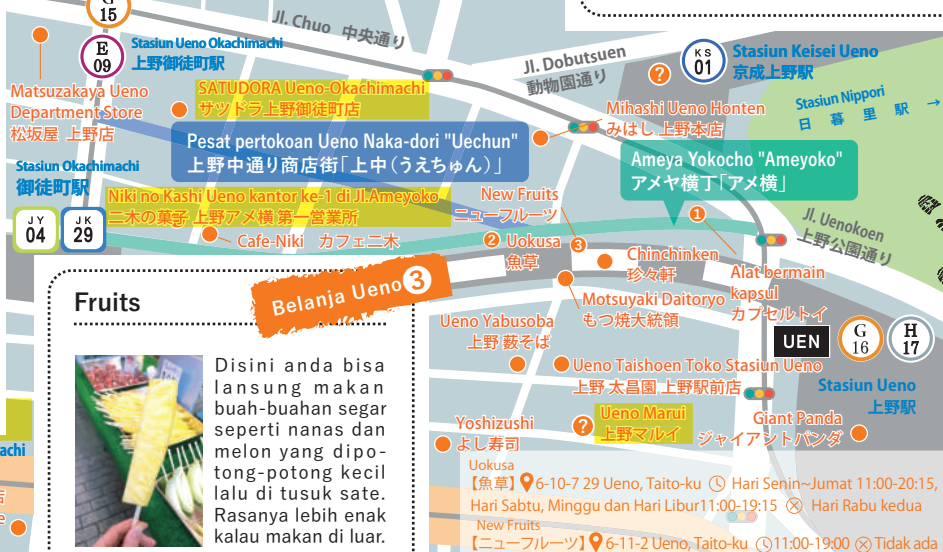 G
15
E
09
Stasiun Ueno Okachimachi
上野御徒町駅
Jl. Chuo 中央通り
Matsuzakaya Ueno
Department Store
松坂屋 上野店
SATUDORA Ueno-Okachimachi
サツドラ上野御徒町店
Jl. Dobutsuen
動物園通り
?
KS
01
Stasiun Keisei Ueno
京成上野駅
Stasiun Nippori
日暮里駅 →
Mihashi Ueno Honten
みはし 上野本店
Pesat pertokoan Ueno Naka-dori "Uechun"
上野中通り商店街「上中(うえちゅん)」
Ameya Yokocho "Ameyoko"
アメヤ横丁「アメ横」
Stasiun Okachimachi
御徒町駅
JY
04
JK
29
Niki no Kashi Ueno kantor ke-1 di Jl.Ameyoko
二木の菓子 上野アメ横 第一営業所
Cafe-Niki カフェ二木
New Fruits
ニューフルーツ
1
2 Uokusa
魚草
3
Chinchinken
珍々軒
Jl. Uenokoen
上野公園通り
Alat bermain
kapsul
カプセルトイ
Motsuyaki Daitoryo
もつ焼大統領
Ueno Yabusoba
上野 藪そば
UEN
G
16
H
17
Stasiun Ueno
上野駅
Ueno Taishoen Toko Stasiun Ueno
上野 太昌園 上野駅前店
Yoshizushi
よし寿司
?
Ueno Marui
上野マルイ
Giant Panda
ジャイアントパンダ
Belanja Ueno 3
Fruits
Disini anda bisa
lansung makan
buah-buahan segar
seperti nanas dan
melon yang dipo-
tong-potong kecil
lalu di tusuk sate.
Rasanya lebih enak
kalau makan di luar.
achi
店
e
Uokusa
【魚草】 6-10-7 29 Ueno, Taito-ku Hari Senin~Jumat 11:00-20:15,
Hari Sabtu, Minggu dan Hari Libur11:00-19:15 Hari Rabu kedua
New Fruits
【ニューフルーツ】 6-11-2 Ueno, Taito-ku 11:00-19:00 Tidak ada